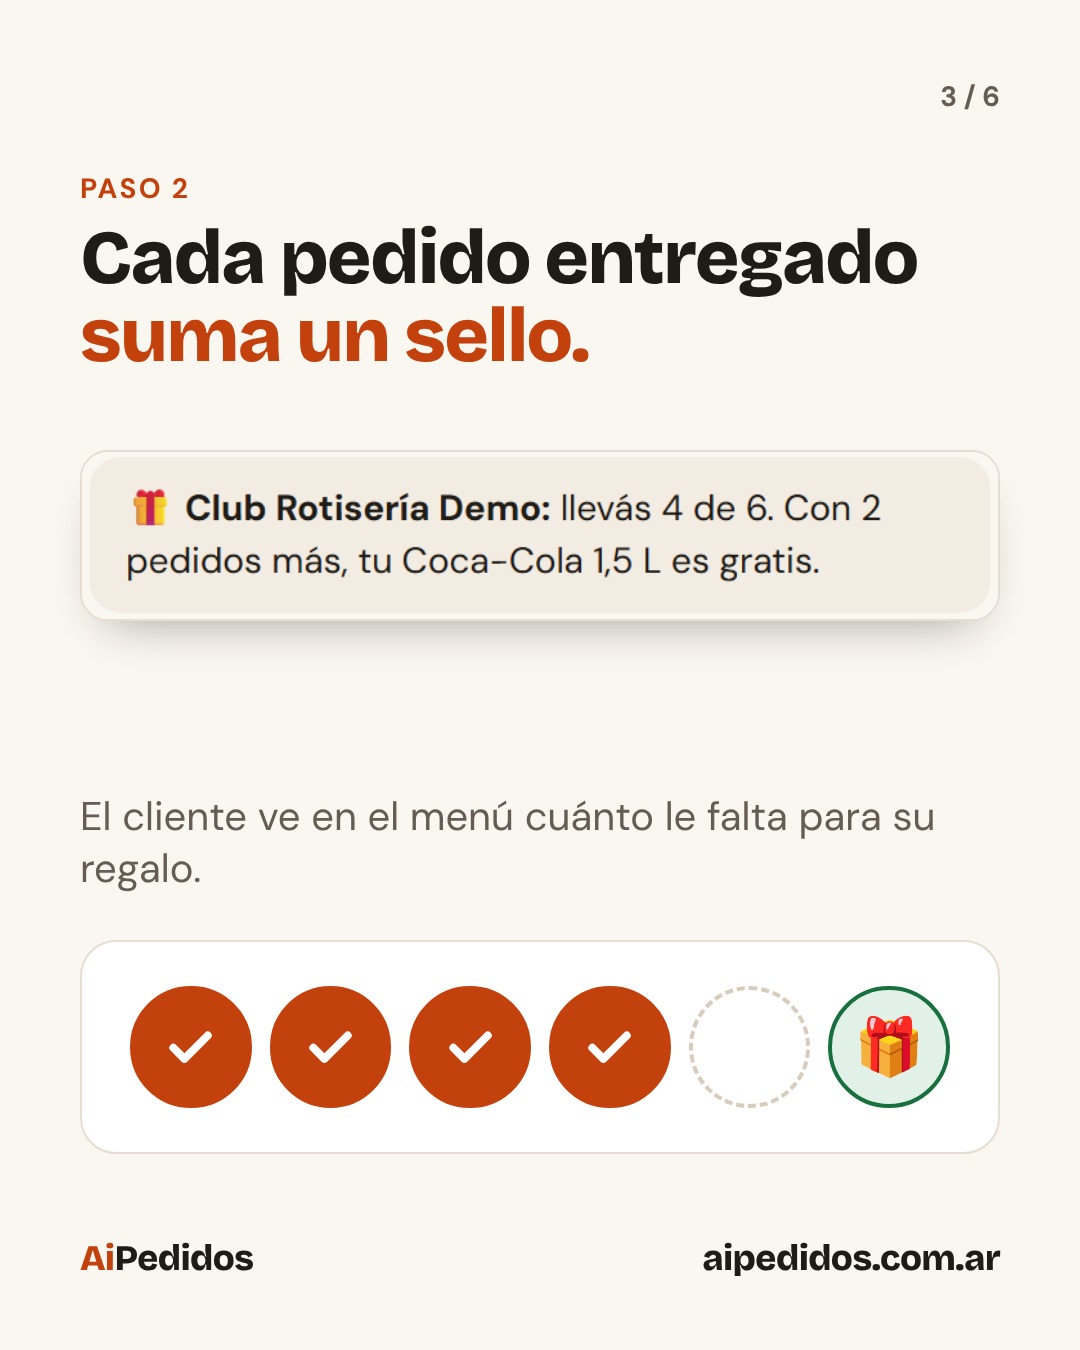 3 / 6
PASO 2
Cada pedido entregado
suma un sello.
🎁 Club Rotisería Demo: llevás 4 de 6. Con 2
pedidos más, tu Coca-Cola 1,5 L es gratis.
El cliente ve en el menú cuánto le falta para su
regalo.
AiPedidos
aipedidos.com.ar